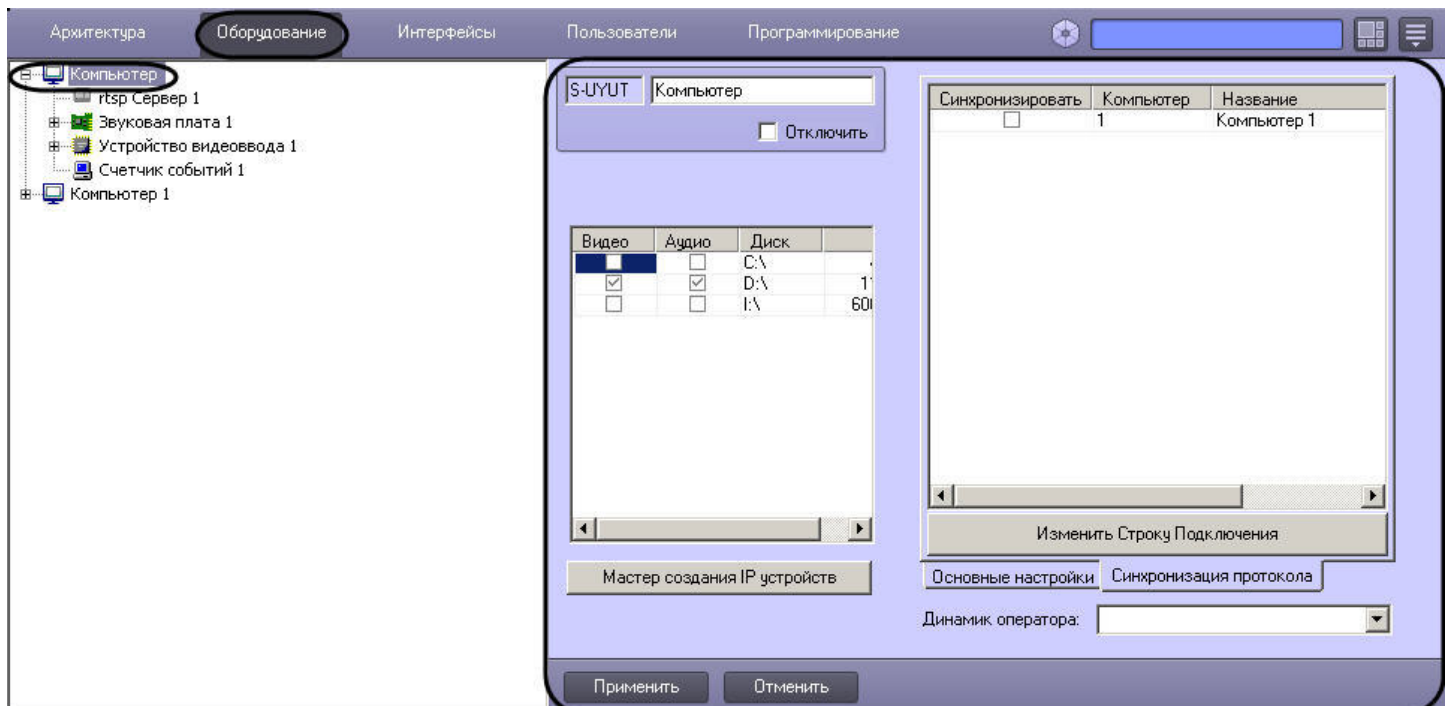 Архитектура Оборудование Интерфейсы Пользователи Программирование
Компьютер
rtsp Сервер 1
Звуковая плата 1
Устройство видеоввода 1
Счетчик событий 1
Компьютер 1
S-UYUT Компьютер
Отключить
Видео Аудио Диск
C:\
D:\ 1
I:\ 60
Мастер создания IP устройств
Синхронизировать Компьютер Название
1 Компьютер 1
Изменить Строку Подключения
Основные настройки Синхронизация протокола
Динамик оператора:
Применить Отменить